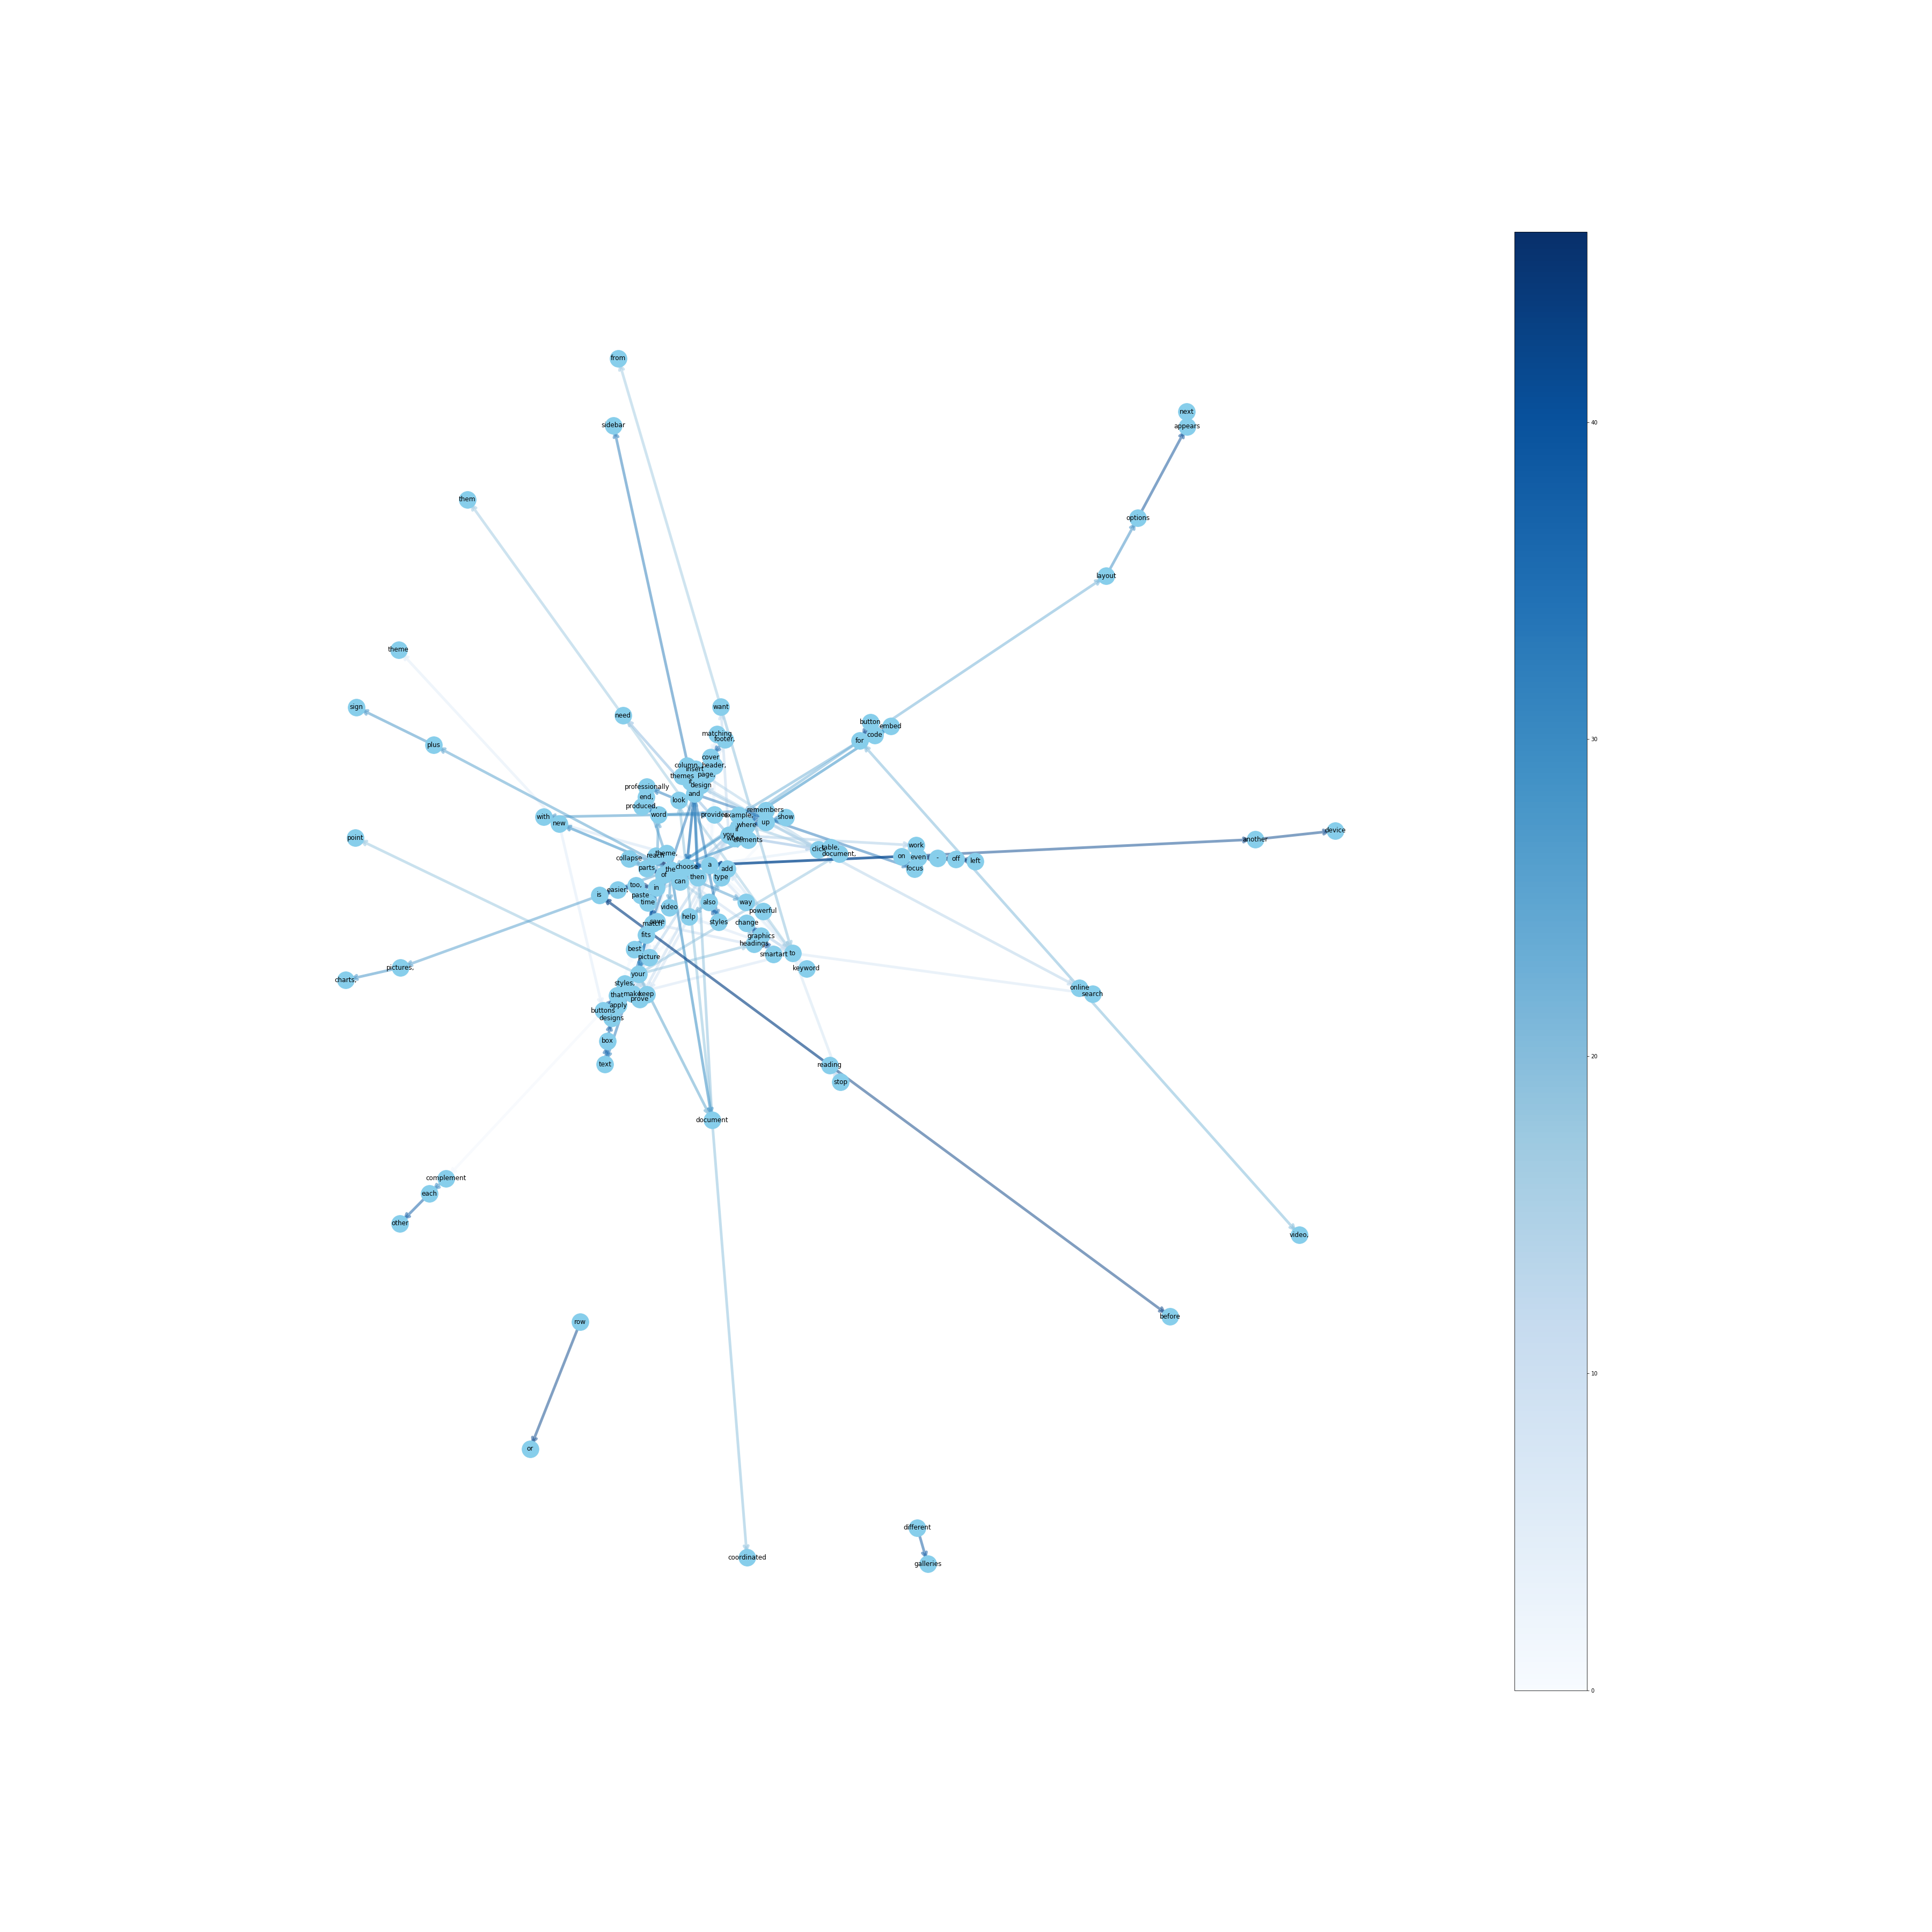 from
next
appears
sidebar
them
options
layout
theme
sign
want
need
button
embed
matching
footer,
code
for
plus
cover
column,
header,
insert
themes
page,
design
professionally
look
and
end,
produced,
remembers
word
provides
example,
show
with
up
new
where
device
you
point
when
another
elements
work
table,
document,
collapse
reach
theme,
on
even
-
off
left
parts
choose
a
add
focus
the
of
then
type
can
too,
in
easier,
is
paste
time
also
way
video
powerful
help
save
match
styles
change
fits
graphics
headings
best
to
smartart
picture
pictures,
keyword
your
charts,
styles,
online
that
make
keep
search
prove
apply
buttons
designs
box
text
reading
stop
document
complement
each
other
video,
before
row
or
different
coordinated
galleries
40
30
20
10
0